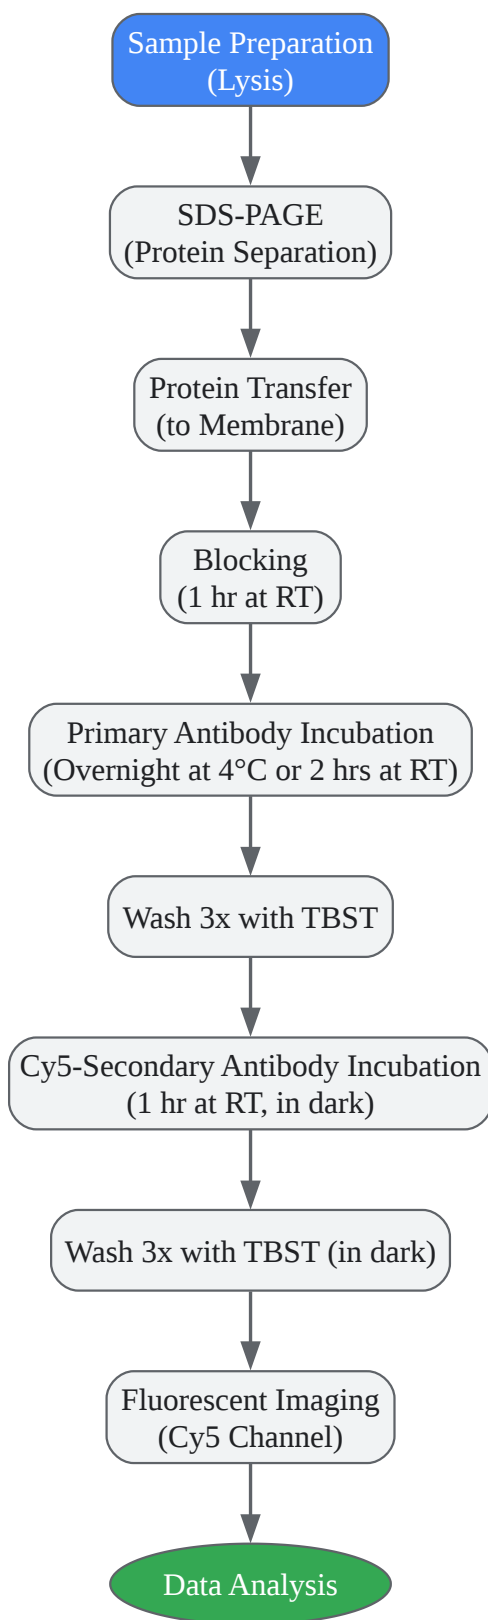 Sample Preparation
(Lysis)
SDS-PAGE
(Protein Separation)
Protein Transfer
(to Membrane)
Blocking
(1 hr at RT)
Primary Antibody Incubation
(Overnight at 4°C or 2 hrs at RT)
Wash 3x with TBST
Cy5-Secondary Antibody Incubation
(1 hr at RT, in dark)
Wash 3x with TBST (in dark)
Fluorescent Imaging
(Cy5 Channel)
Data Analysis